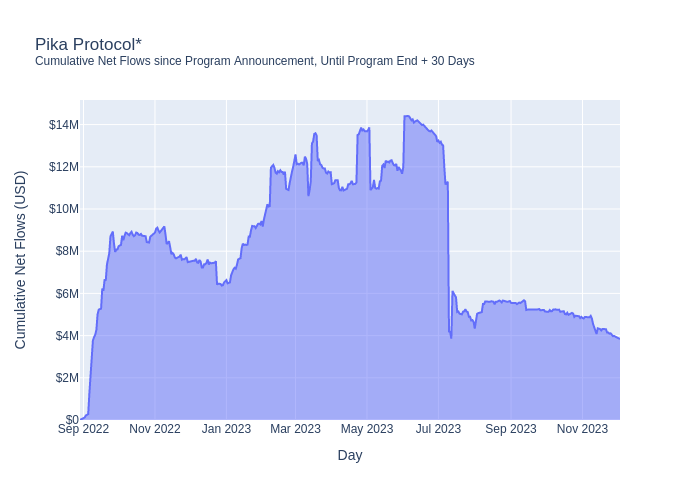 Pika Protocol*
Cumulative Net Flows since Program Announcement, Until Program End + 30 Days
Cumulative Net Flows (USD)
$14M
$12M
$10M
$8M
$6M
$4M
$2M
$0
Sep 2022 Nov 2022 Jan 2023 Mar 2023 May 2023 Jul 2023 Sep 2023 Nov 2023
Day